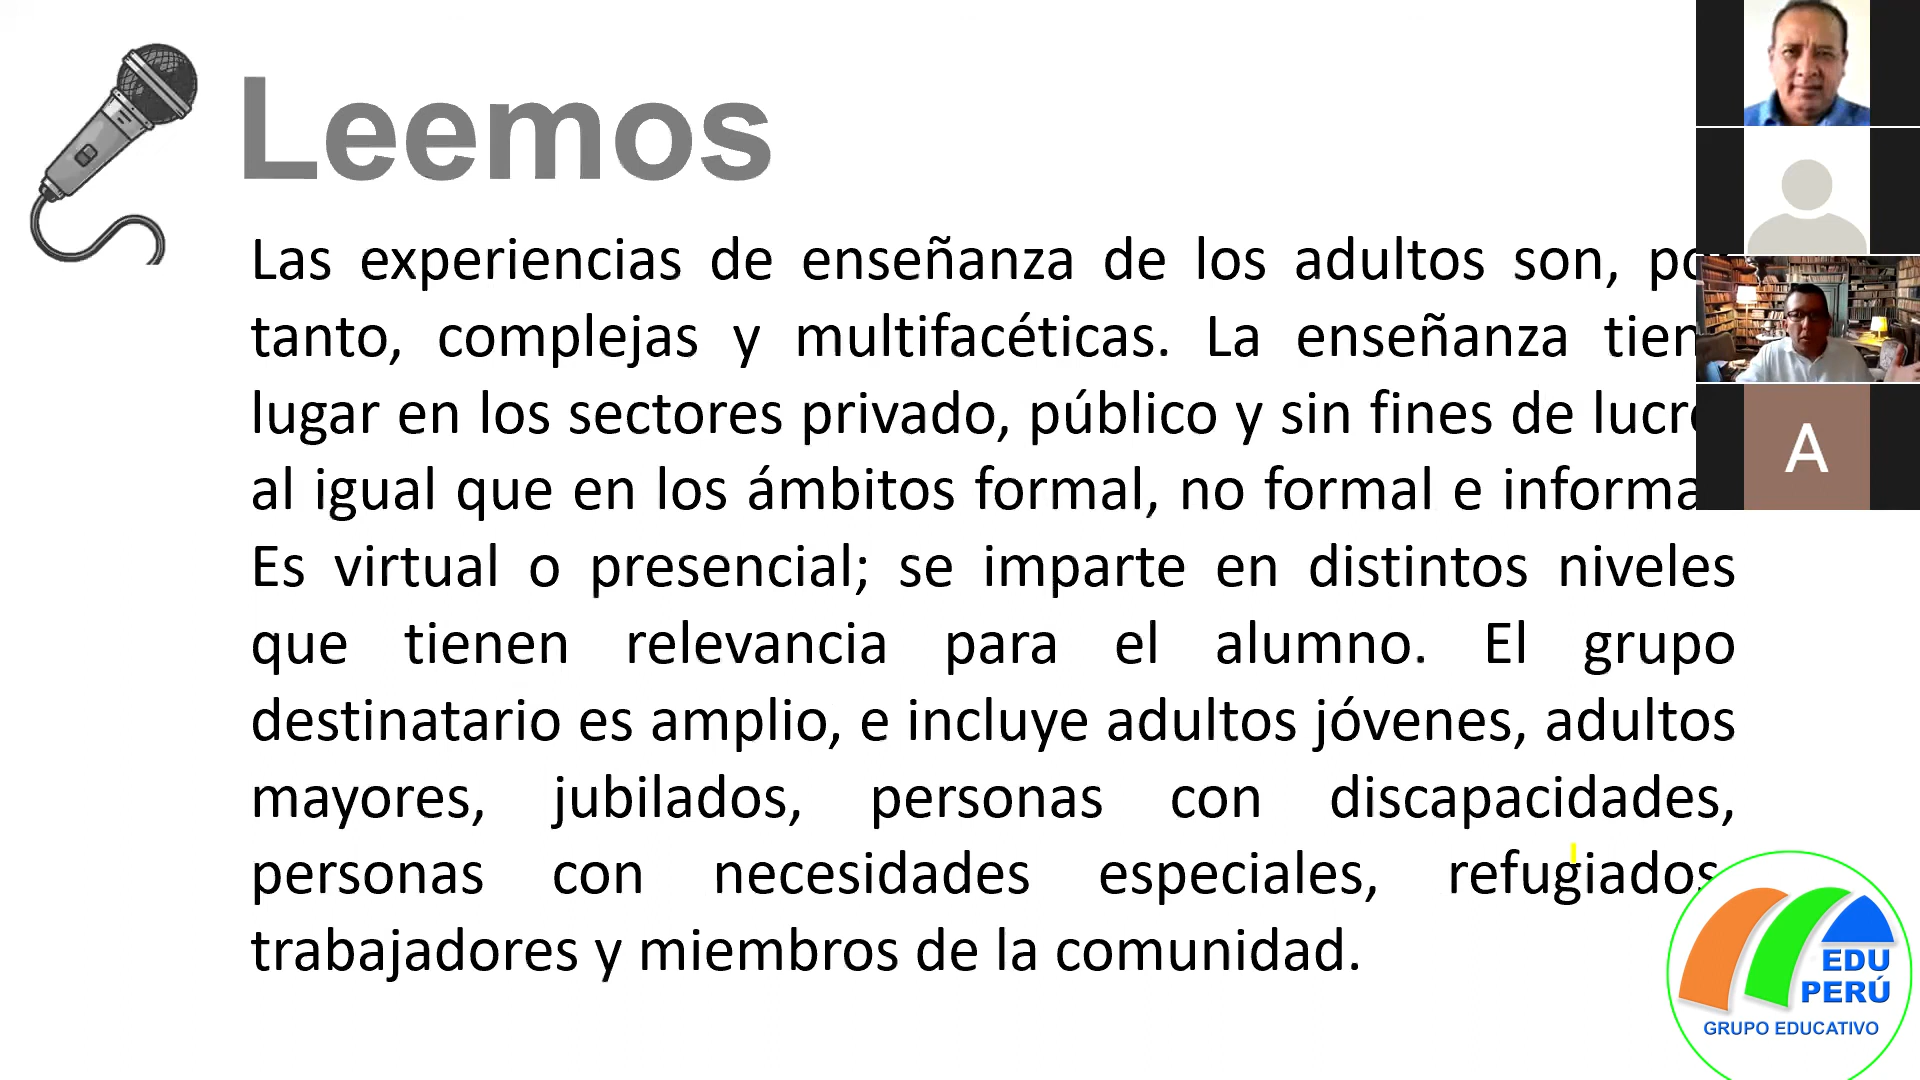 Leemos
Las experiencias de enseñanza de los adultos son,
tanto, complejas y multifacéticas. La enseñanza
lugar en los sectores privado, público y sin fines de
al igual que en los ámbitos formal, no formal e
Es virtual o presencial; se imparte en distintos niveles
que tienen relevancia para el alumno. El grupo
destinatario es amplio, e incluye adultos jóvenes, adultos
mayores, jubilados, personas con discapacidades,
personas con necesidades especiales, refugiados
trabajadores y miembros de la comunidad.
A
EDU
PERÚ
GRUPO EDUCATIVO